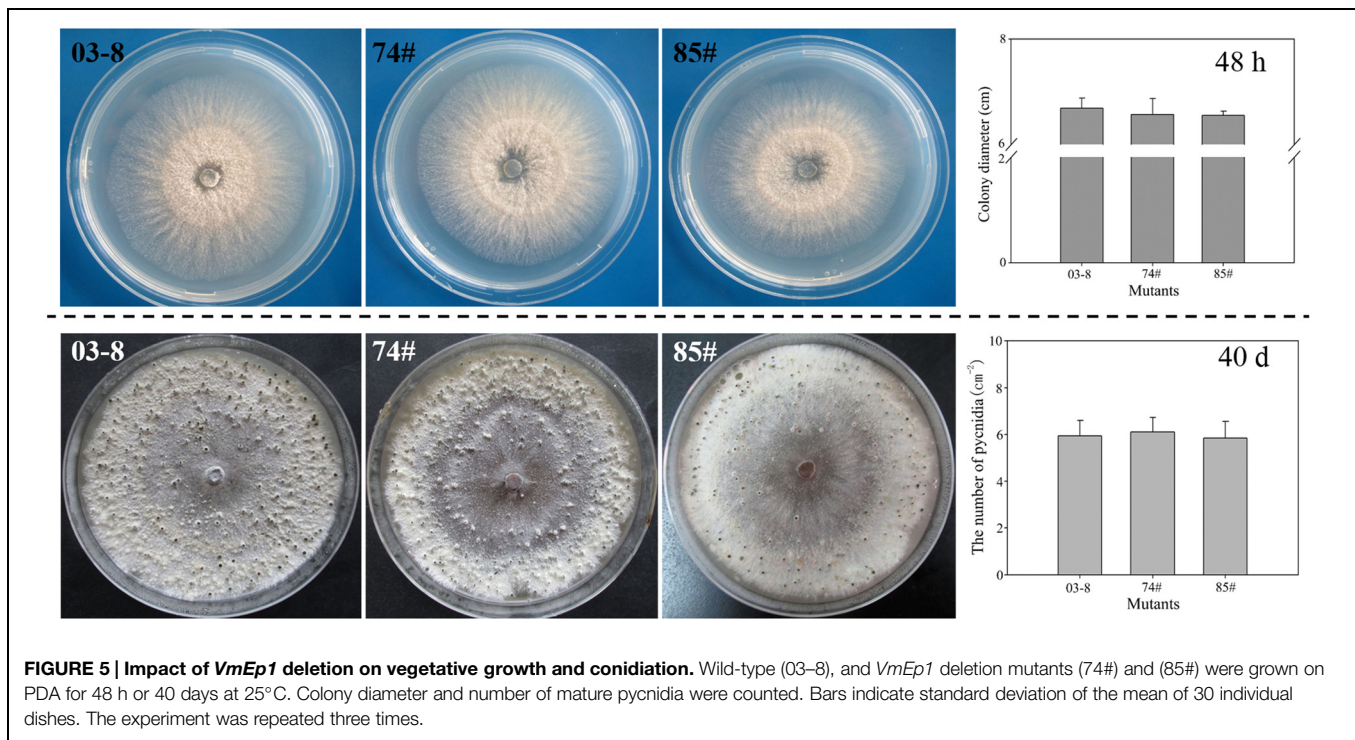 03-8
74#
85#
8
6
2
0
Colony diameter (cm)
48 h
03-8 74# 85#
Mutants
03-8
74#
85#
10
8
6
4
2
0
The number of pycnidia (cm⁻²)
40 d
03-8 74# 85#
Mutants
FIGURE 5 | Impact of VmEp1 deletion on vegetative growth and conidiation. Wild-type (03–8), and VmEp1 deletion mutants (74#) and (85#) were grown on
PDA for 48 h or 40 days at 25°C. Colony diameter and number of mature pycnidia were counted. Bars indicate standard deviation of the mean of 30 individual
dishes. The experiment was repeated three times.